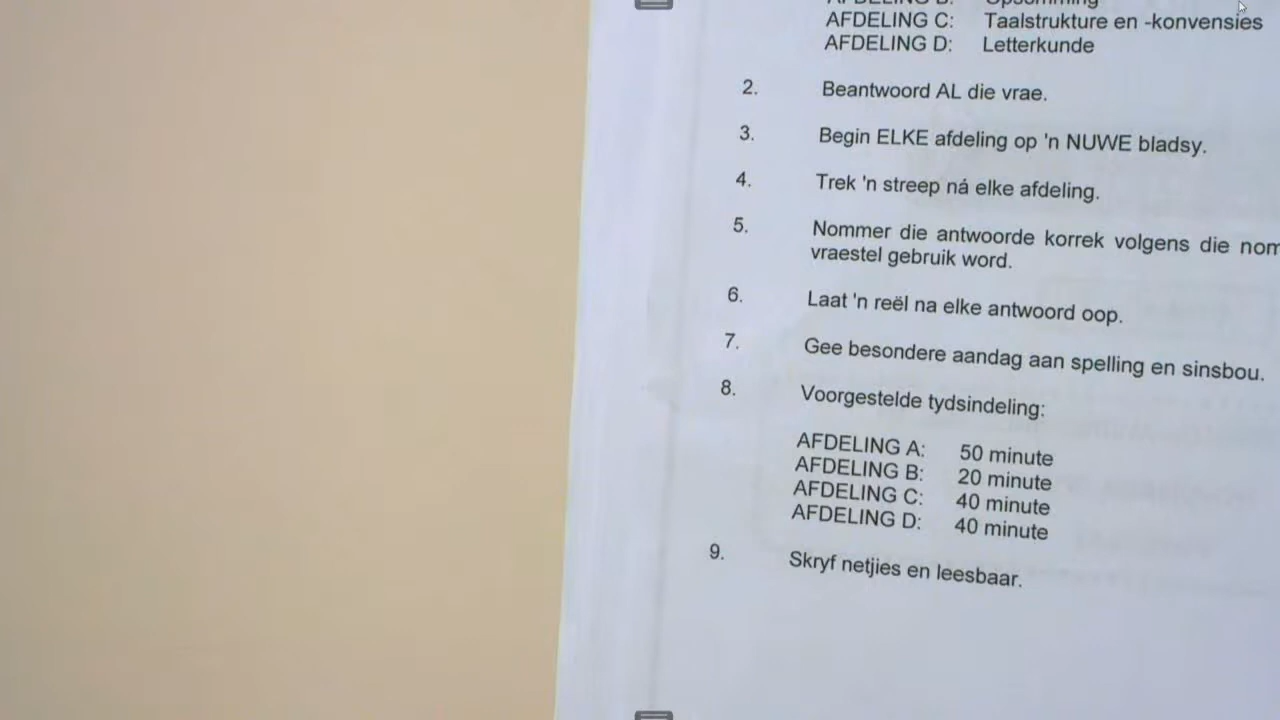 AFDELING B: Opsomming
AFDELING C: Taalstrukture en -konvensies
AFDELING D: Letterkunde
2. Beantwoord AL die vrae.
3. Begin ELKE afdeling op 'n NUWE bladsy.
4. Trek 'n streep ná elke afdeling.
5. Nommer die antwoorde korrek volgens die nom
vraestel gebruik word.
6. Laat 'n reël na elke antwoord oop.
7. Gee besondere aandag aan spelling en sinsbou.
8. Voorgestelde tydsindeling:
AFDELING A: 50 minute
AFDELING B: 20 minute
AFDELING C: 40 minute
AFDELING D: 40 minute
9. Skryf netjies en leesbaar.